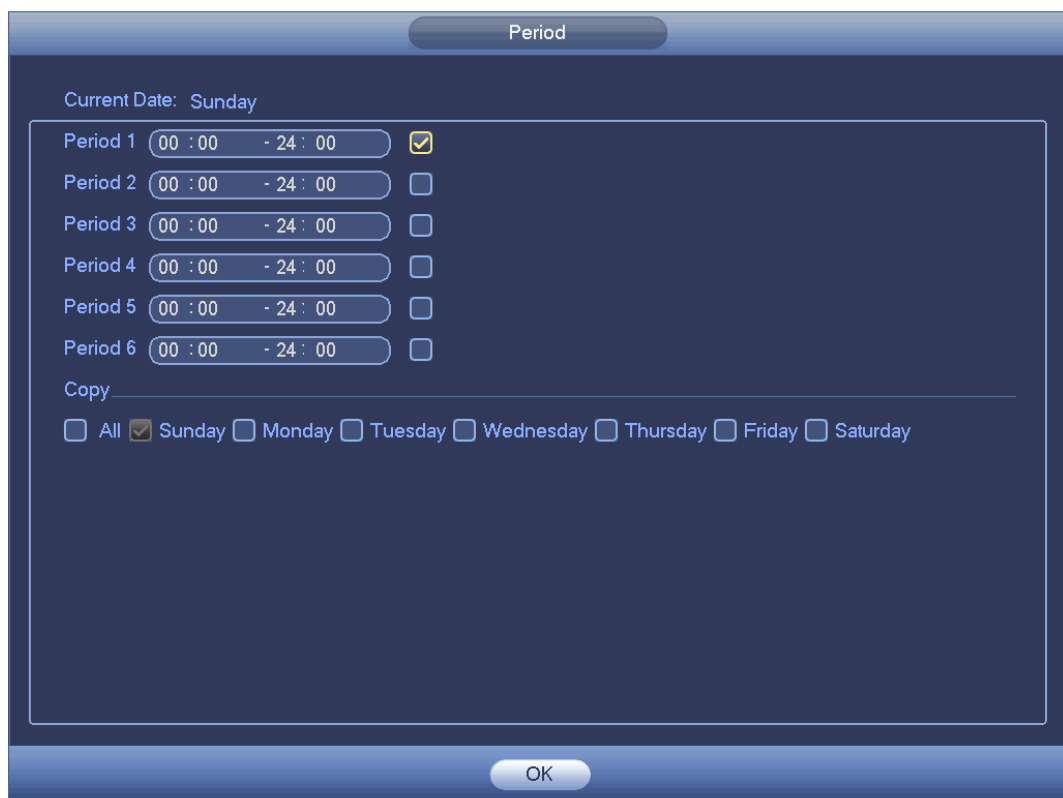 Period
Current Date: Sunday
Period 1 00 :00 - 24 : 00
Period 2 00 :00 - 24 : 00
Period 3 00 :00 - 24 : 00
Period 4 00 :00 - 24 : 00
Period 5 00 :00 - 24 : 00
Period 6 00 :00 - 24 : 00
Copy
All Sunday Monday Tuesday Wednesday Thursday Friday Saturday
OK